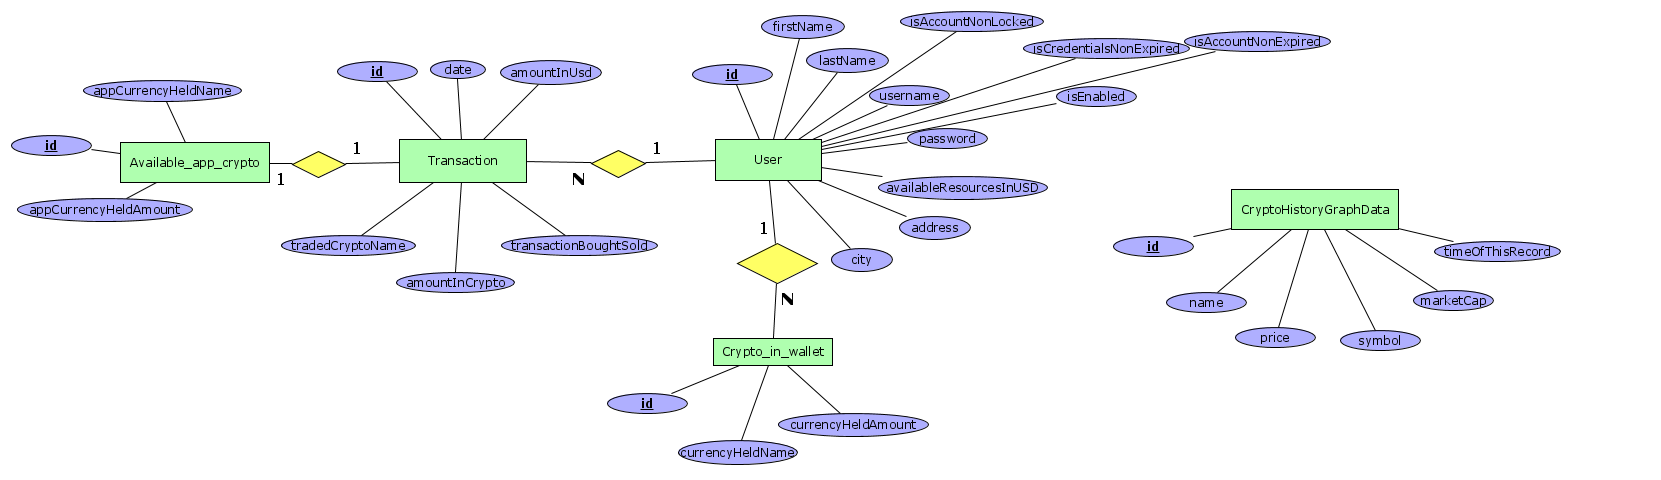 firstName
isAccountNonLocked
isCredentialsNonExpired
isAccountNonExpired
lastName
id
date
amountInUsd
id
appCurrencyHeldName
username
isEnabled
password
id
Available_app_crypto
1
1
Transaction
N
1
User
availableResourcesInUSD
appCurrencyHeldAmount
address
CryptoHistoryGraphData
tradedCryptoName
transactionBoughtSold
1
city
id
timeOfThisRecord
amountInCrypto
N
name
marketCap
price
symbol
Crypto_in_wallet
id
currencyHeldAmount
currencyHeldName